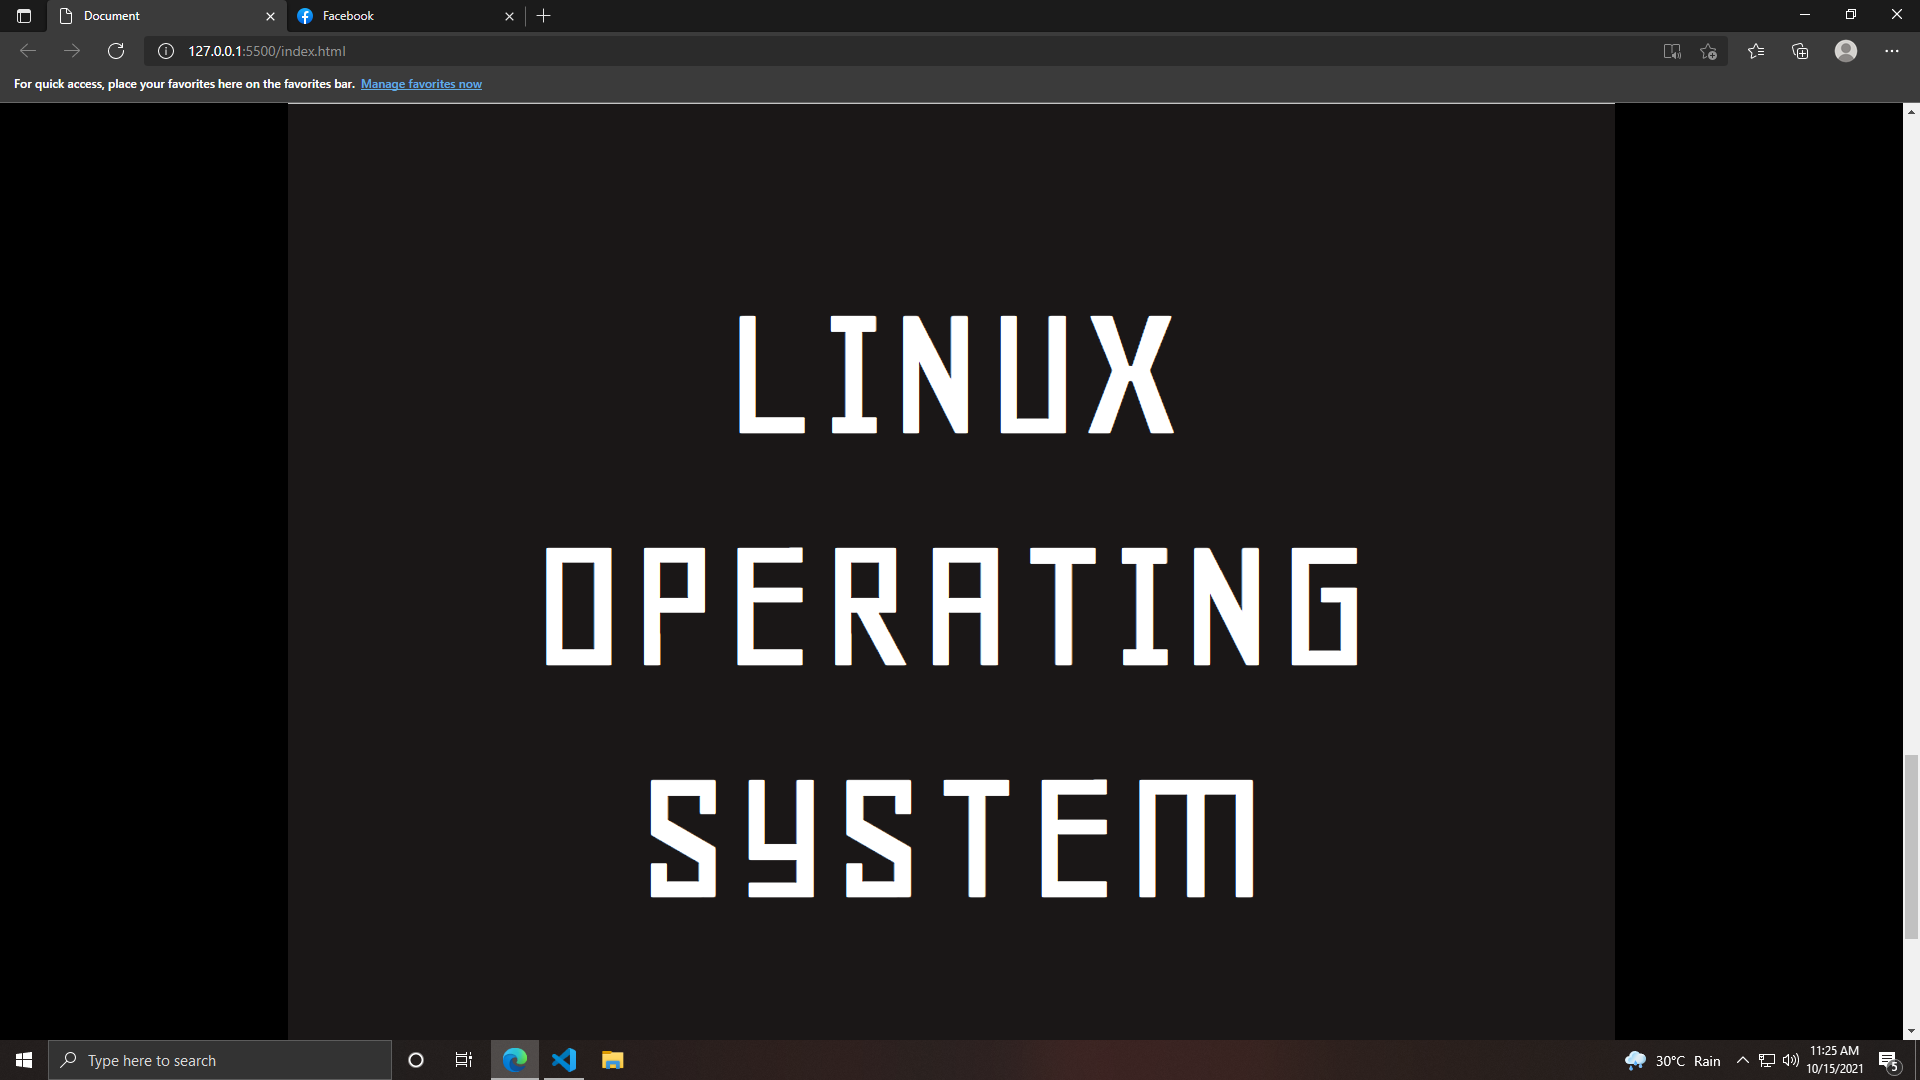 Document
Facebook
127.0.0.1:5500/index.html
For quick access, place your favorites here on the favorites bar. Manage favorites now
LINUX
OPERATING
SYSTEM
Type here to search
30°C Rain
11:25 AM
10/15/2021
5